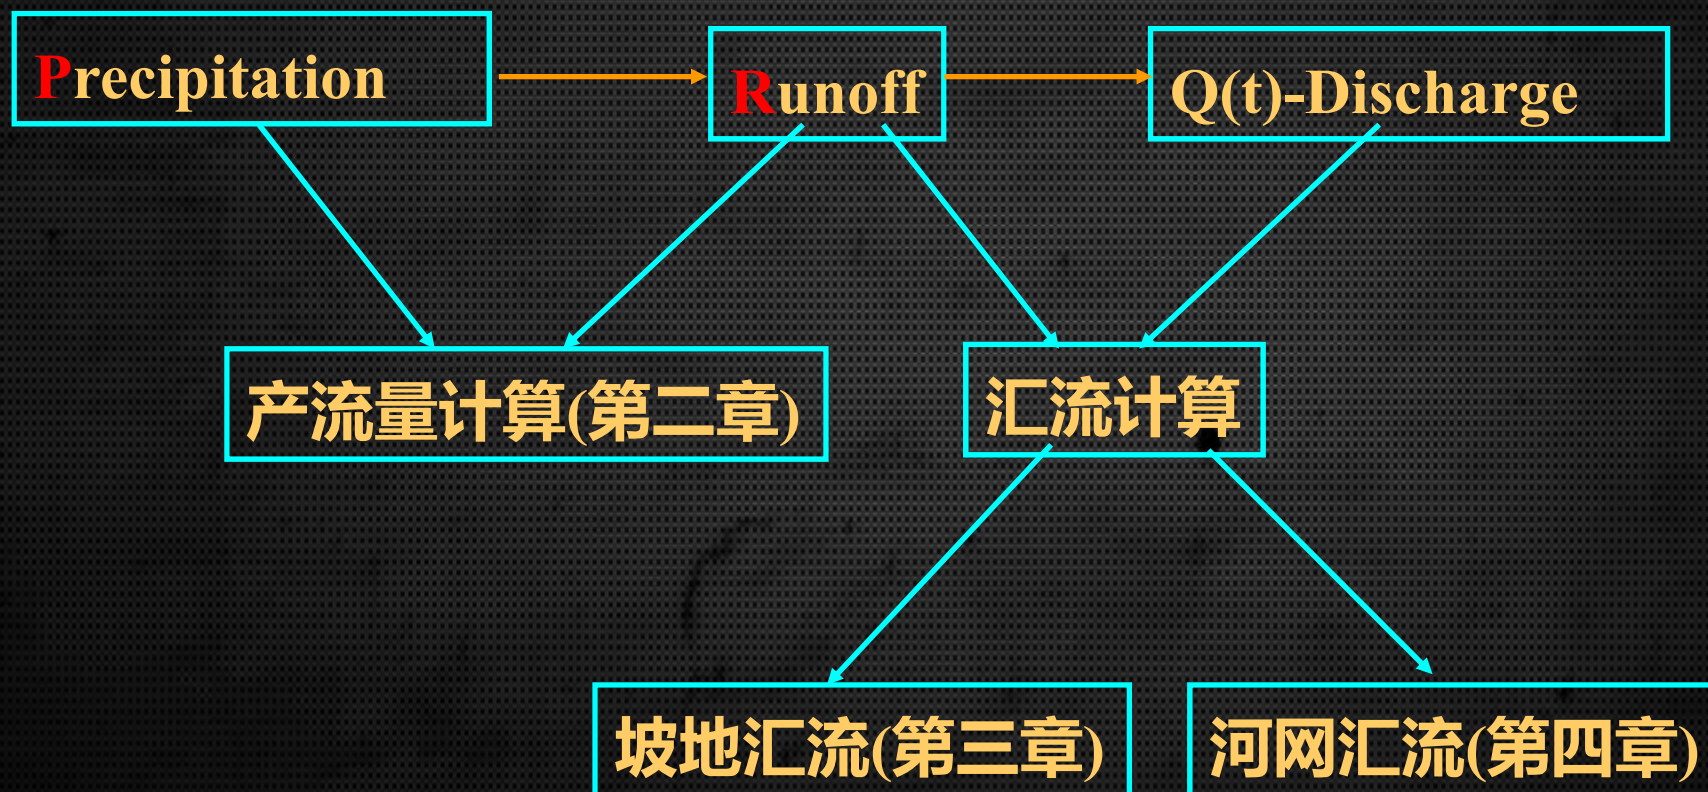 Precipitation
Runoff
Q(t)-Discharge
产流量计算(第二章)
汇流计算
坡地汇流(第三章)
河网汇流(第四章)